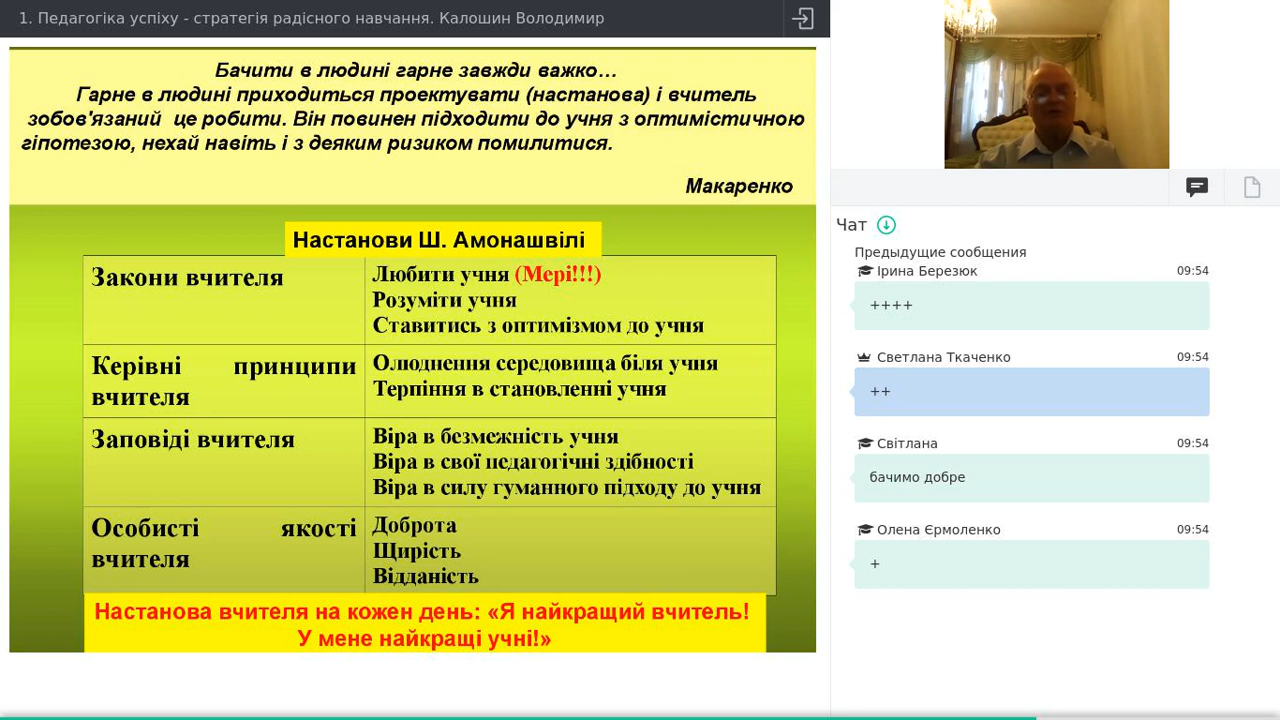 1. Педагогіка успіху - стратегія радісного навчання. Калошин Володимир
Бачити в людині гарне завжди важко…
Гарне в людині приходиться проектувати (настанова) і вчитель
зобов'язаний це робити. Він повинен підходити до учня з оптимістичною
гіпотезою, нехай навіть і з деяким ризиком помилитися.
Макаренко
Настанови Ш. Амонашвілі
Закони вчителя
Любити учня (Мері!!!)
Розуміти учня
Ставитись з оптимізмом до учня
Керівні принципи
вчителя
Олюднення середовища біля учня
Терпіння в становленні учня
Заповіді вчителя
Віра в безмежність учня
Віра в свої педагогічні здібності
Віра в силу гуманного підходу до учня
Особисті якості
вчителя
Доброта
Щирість
Відданість
Настанова вчителя на кожен день: «Я найкращий вчитель!
У мене найкращі учні!»
Чат
Предыдущие сообщения
Ірина Березюк 09:54
++++
Светлана Ткаченко 09:54
++
Світлана 09:54
бачимо добре
Олена Єрмоленко 09:54
+